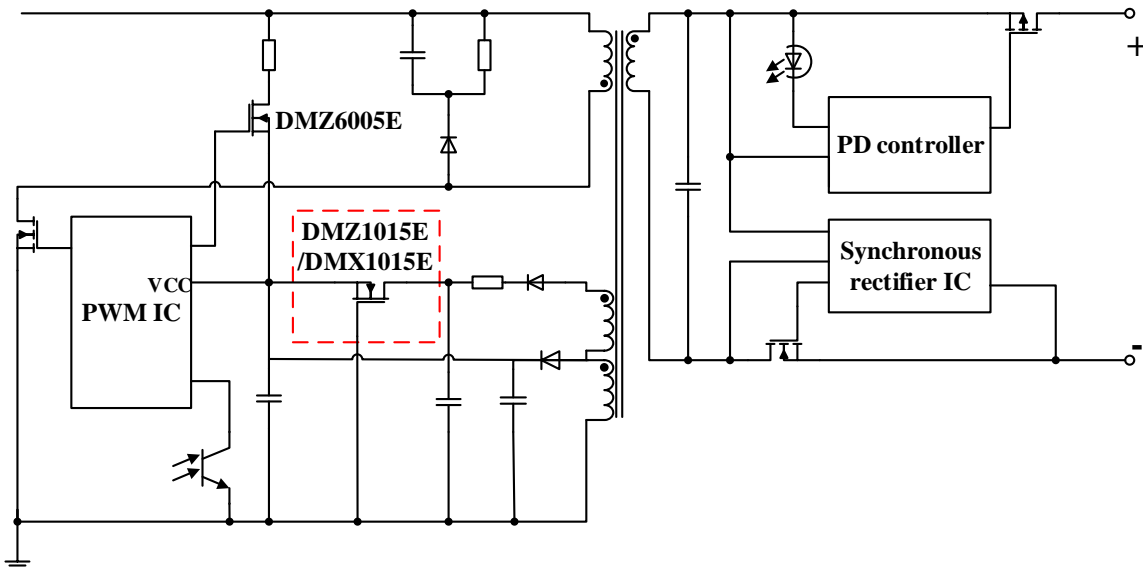 DMZ6005E
+
PD controller
DMZ1015E
/DMX1015E
VCC
PWM IC
Synchronous
rectifier IC
-